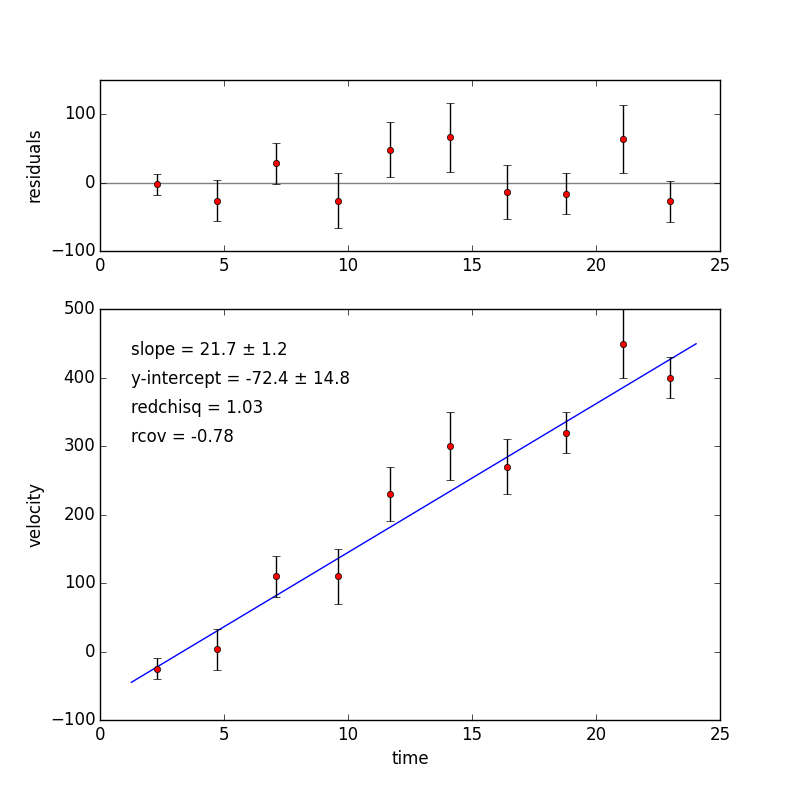 100
0
−100
residuals
0 5 10 15 20 25
500
400
300
200
100
0
−100
velocity
slope = 21.7 ± 1.2
y-intercept = -72.4 ± 14.8
redchisq = 1.03
rcov = -0.78
0 5 10 15 20 25
time